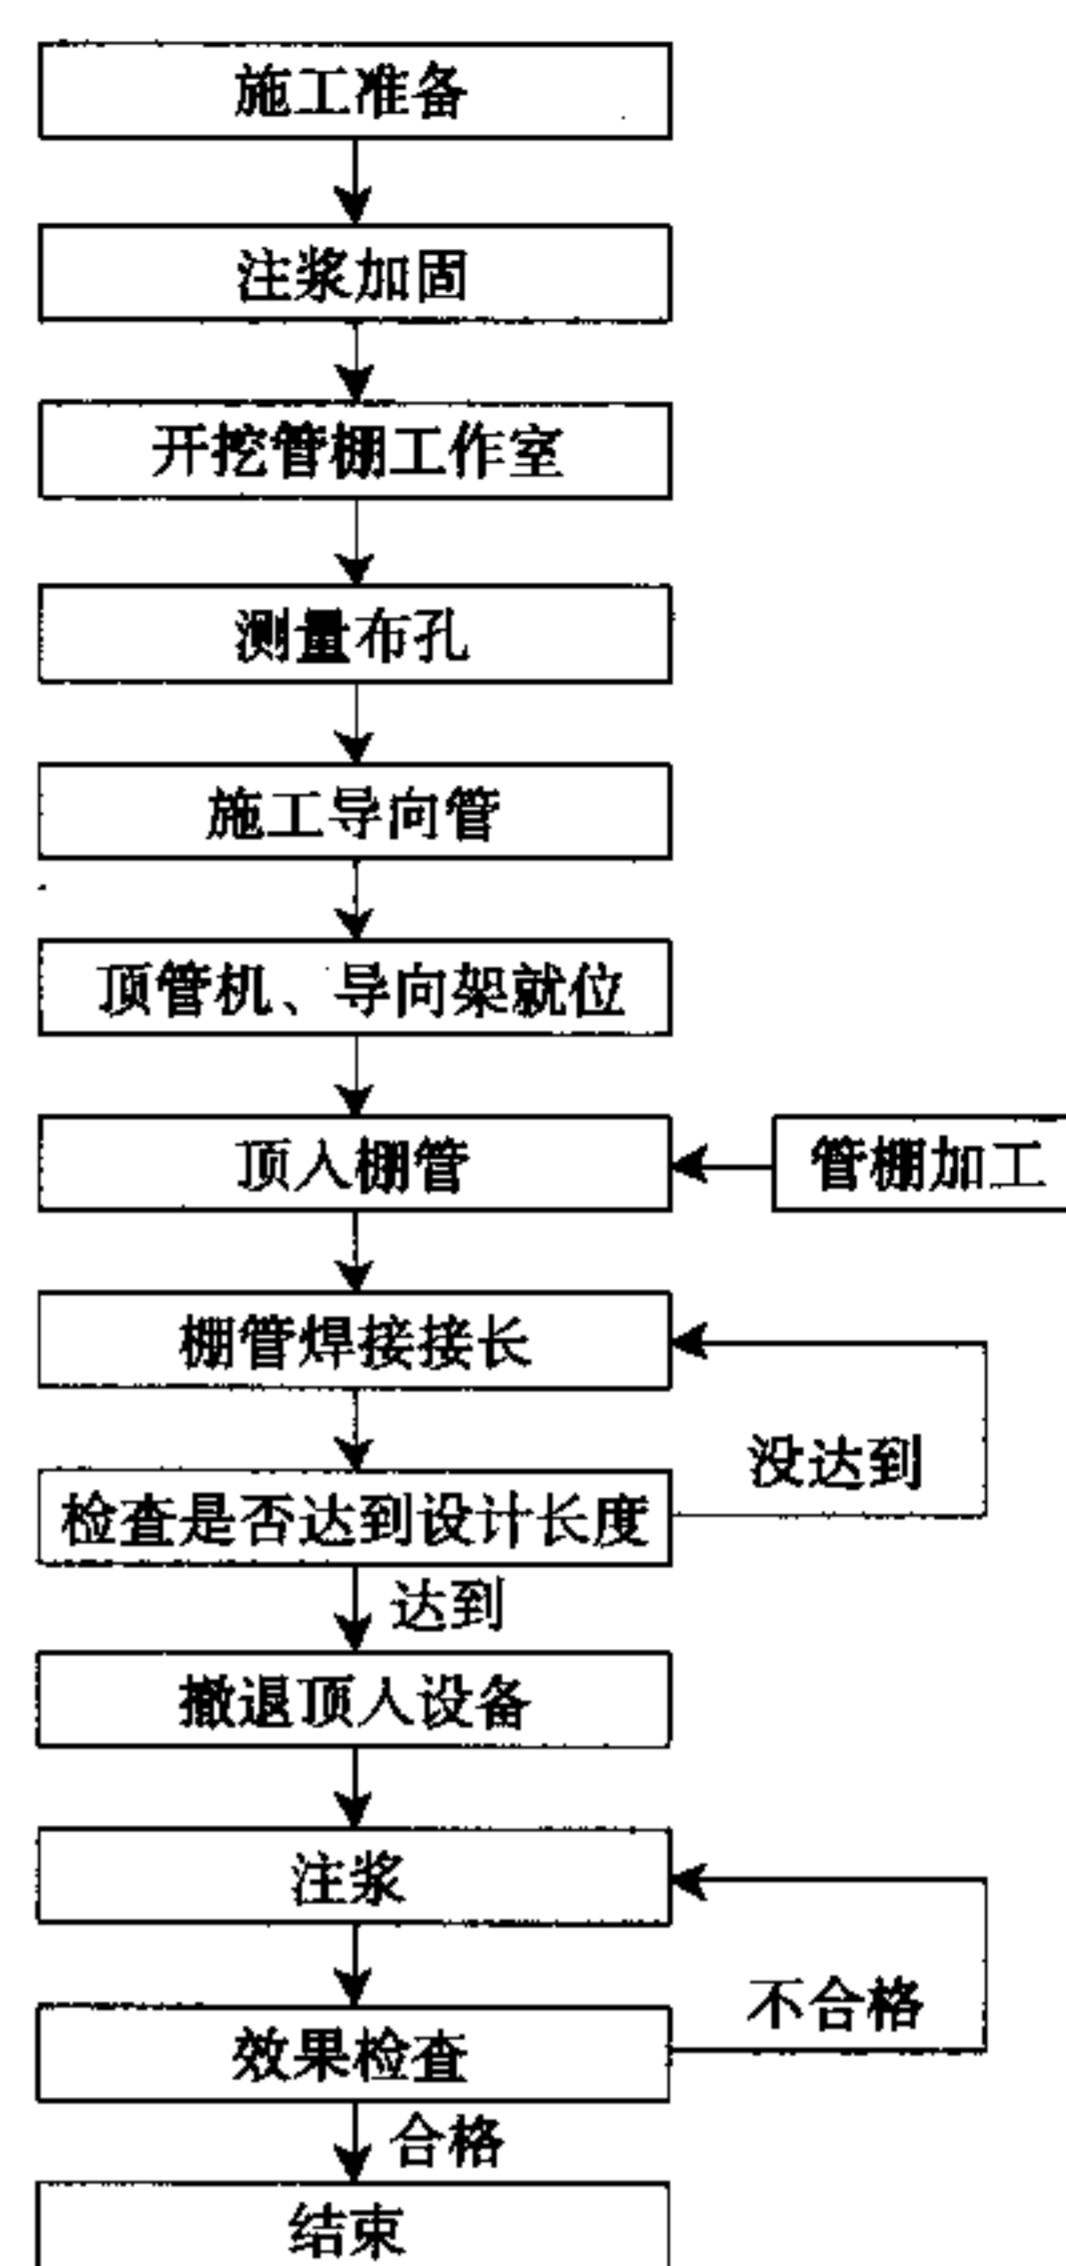 施工准备
注浆加固
开挖管棚工作室
测量布孔
施工导向管
顶管机、导向架就位
顶入棚管
管棚加工
棚管焊接接长
没达到
检查是否达到设计长度
达到
撤退顶人设备
注浆
不合格
效果检查
合格
结束